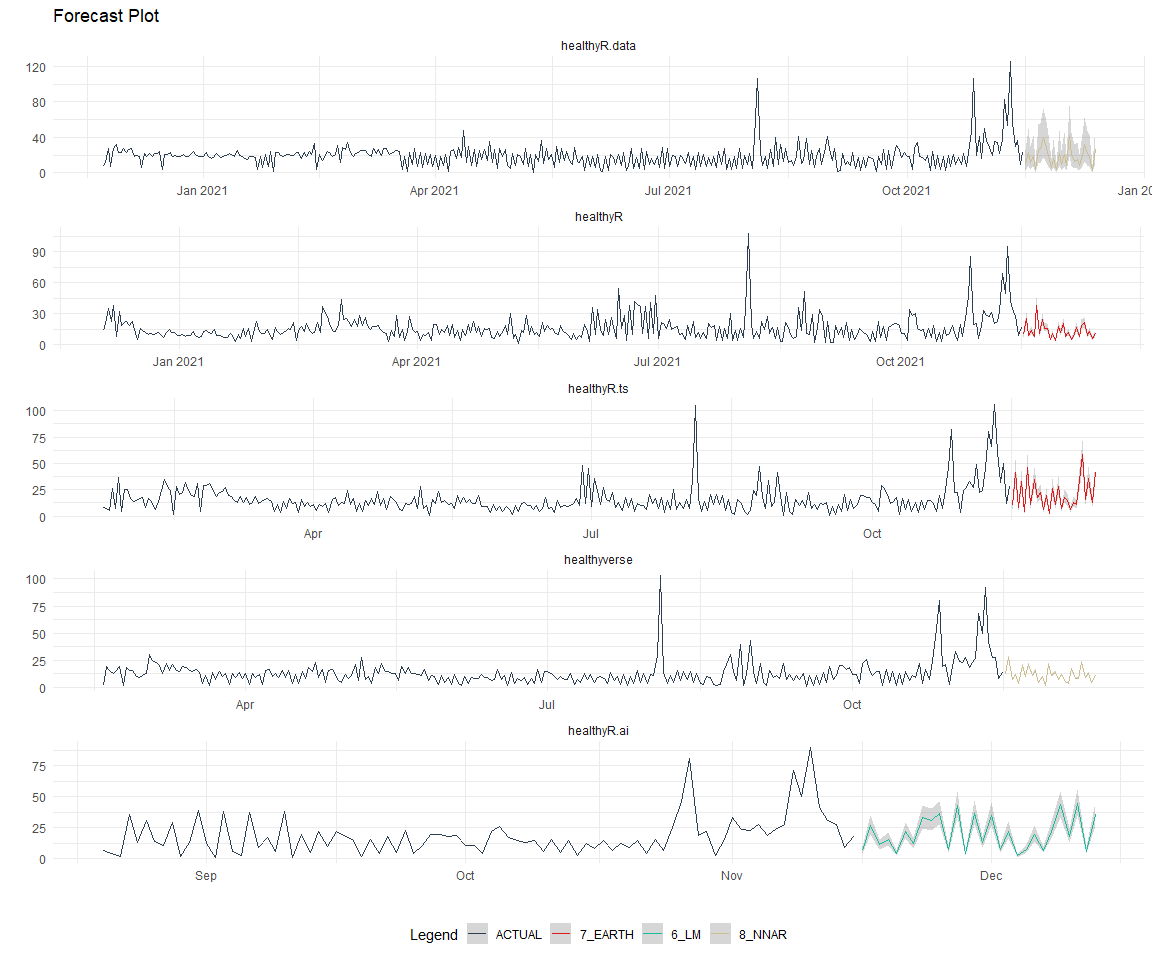 Forecast Plot
healthyR.data
120
80
40
0
Jan 2021 Apr 2021 Jul 2021 Oct 2021 Jan 20
healthyR
90
60
30
0
Jan 2021 Apr 2021 Jul 2021 Oct 2021
healthyR.ts
100
75
50
25
0
Apr Jul Oct
healthyverse
100
75
50
25
0
Apr Jul Oct
healthyR.ai
75
50
25
0
Sep Oct Nov Dec
Legend ACTUAL 7_EARTH 6_LM 8_NNAR